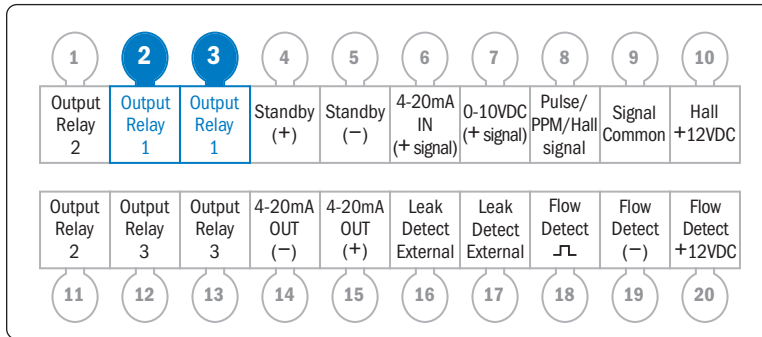 1 2 3 4 5 6 7 8 9 10
Output Output Output Standby Standby 4-20mA 0-10VDC Pulse/ Signal Hall
Relay Relay Relay (+) (−) IN (+ signal) PPM/Hall Common +12VDC
2 1 1 (+ signal) signal
Output Output Output 4-20mA 4-20mA Leak Leak Flow Flow Flow
Relay Relay Relay OUT OUT Detect Detect Detect Detect Detect
2 3 3 (−) (+) External External (−) +12VDC
11 12 13 14 15 16 17 18 19 20